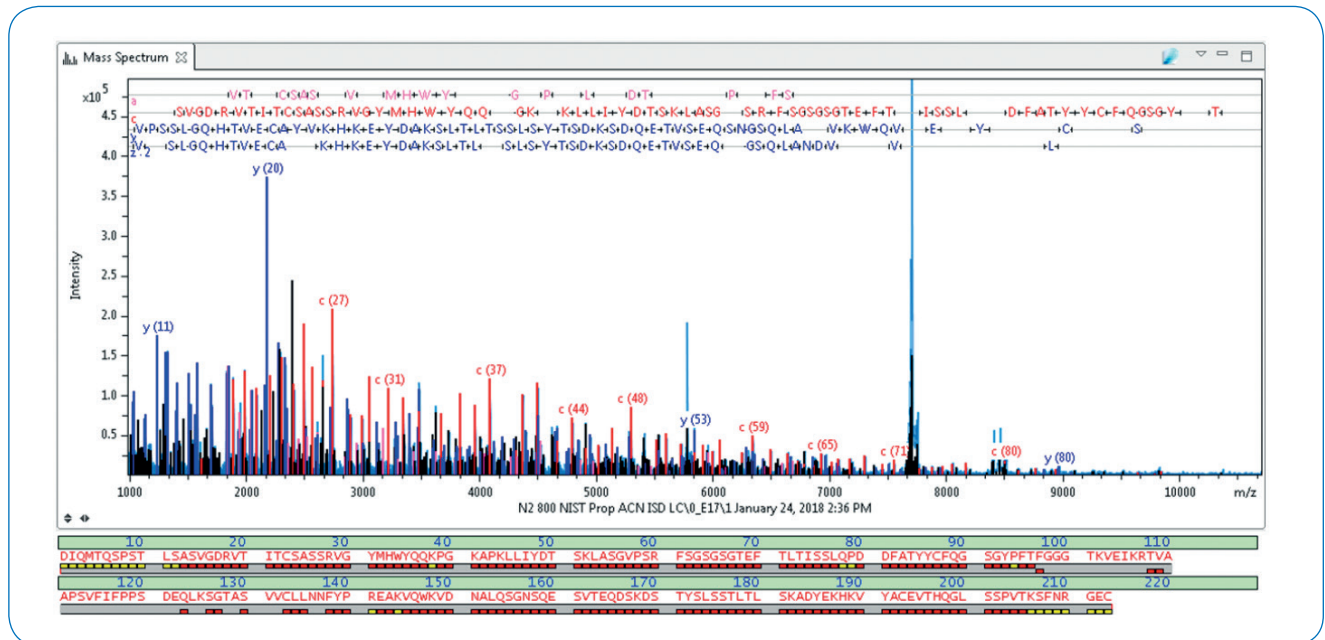 Mass Spectrum
x10 5
a V T C S A S V M H W Y G P L D T P F S
c S V G D R V T I T C S A S S R V G Y M H W Y Q Q GK K L L I Y D T S K L A S G S R F S G S G S G T E F T I S S L D F A T Y Y C F Q G S G Y T
y V P S S L G Q H T V E C A Y V K H K E Y D A K S L T L T S S L S Y T S D K S D Q E T V S E Q S N G S Q L A V K W Q V E Y C S
z+2 V S L G Q H T V E C A K H K E Y D A K S L T L S L S Y T S D K S D Q E T V S E Q G S Q L A N D V V L
4.5
4.0
3.5
3.0
2.5
2.0
1.5
1.0
0.5
Intensity
y (20)
y (11)
c (27)
c (31)
c (37)
c (44)
c (48)
y (53)
c (59)
c (65)
c (71)
c (80)
y (80)
1000 2000 3000 4000 5000 6000 7000 8000 9000 10000 m/z
N2 800 NIST Prop ACN ISD LC\0_E17\1 January 24, 2018 2:36 PM
10 20 30 40 50 60 70 80 90 100 110
DIQMTQSPST LSASVGDRVT ITCSASSRVG YMHWYQQKPG KAPKLLIYDT SKLASGVPSR FSGSGSGTEF TLTISSLQPD DFATYYCFQG SGYPFTFGGG TKVEIKRTVA
120 130 140 150 160 170 180 190 200 210 220
APSVFIFPPS DEQLKSGTAS VVCLLNNFYP REAKVQWKVD NALQSGNSQE SVTEQDSKDS TYSLSSTLTL SKADYEKHKV YACEVTHQGL SSPVTKSFNR GEC